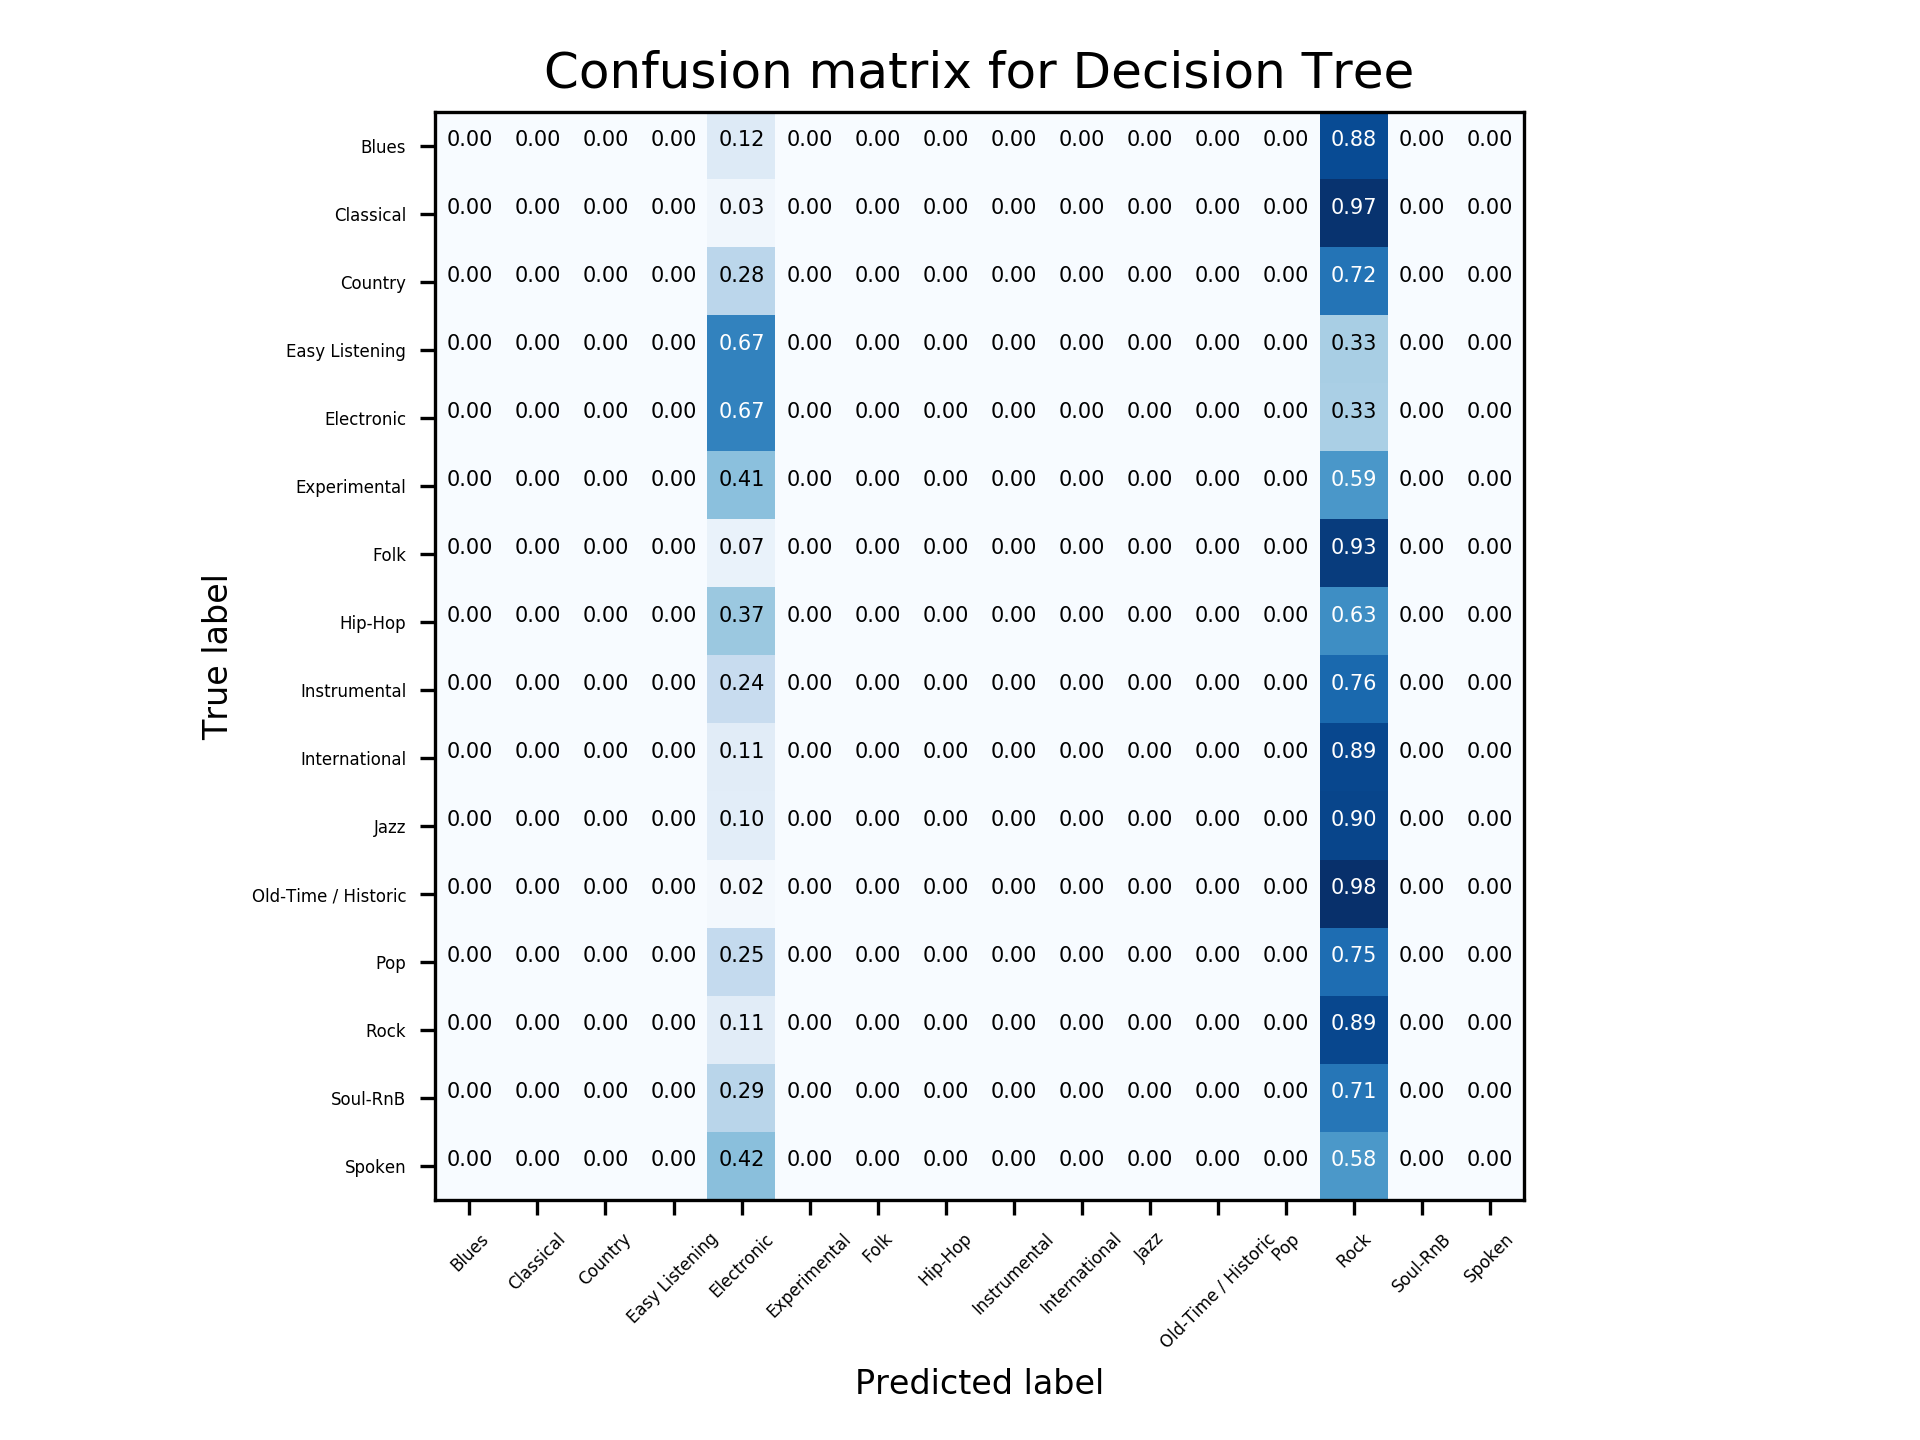 Confusion matrix for Decision Tree
Blues 0.00 0.00 0.00 0.00 0.12 0.00 0.00 0.00 0.00 0.00 0.00 0.00 0.00 0.88 0.00 0.00
Classical 0.00 0.00 0.00 0.00 0.03 0.00 0.00 0.00 0.00 0.00 0.00 0.00 0.00 0.97 0.00 0.00
Country 0.00 0.00 0.00 0.00 0.28 0.00 0.00 0.00 0.00 0.00 0.00 0.00 0.00 0.72 0.00 0.00
Easy Listening 0.00 0.00 0.00 0.00 0.67 0.00 0.00 0.00 0.00 0.00 0.00 0.00 0.00 0.33 0.00 0.00
Electronic 0.00 0.00 0.00 0.00 0.67 0.00 0.00 0.00 0.00 0.00 0.00 0.00 0.00 0.33 0.00 0.00
Experimental 0.00 0.00 0.00 0.00 0.41 0.00 0.00 0.00 0.00 0.00 0.00 0.00 0.00 0.59 0.00 0.00
Folk 0.00 0.00 0.00 0.00 0.07 0.00 0.00 0.00 0.00 0.00 0.00 0.00 0.00 0.93 0.00 0.00
Hip-Hop 0.00 0.00 0.00 0.00 0.37 0.00 0.00 0.00 0.00 0.00 0.00 0.00 0.00 0.63 0.00 0.00
Instrumental 0.00 0.00 0.00 0.00 0.24 0.00 0.00 0.00 0.00 0.00 0.00 0.00 0.00 0.76 0.00 0.00
International 0.00 0.00 0.00 0.00 0.11 0.00 0.00 0.00 0.00 0.00 0.00 0.00 0.00 0.89 0.00 0.00
Jazz 0.00 0.00 0.00 0.00 0.10 0.00 0.00 0.00 0.00 0.00 0.00 0.00 0.00 0.90 0.00 0.00
Old-Time / Historic 0.00 0.00 0.00 0.00 0.02 0.00 0.00 0.00 0.00 0.00 0.00 0.00 0.00 0.98 0.00 0.00
Pop 0.00 0.00 0.00 0.00 0.25 0.00 0.00 0.00 0.00 0.00 0.00 0.00 0.00 0.75 0.00 0.00
Rock 0.00 0.00 0.00 0.00 0.11 0.00 0.00 0.00 0.00 0.00 0.00 0.00 0.00 0.89 0.00 0.00
Soul-RnB 0.00 0.00 0.00 0.00 0.29 0.00 0.00 0.00 0.00 0.00 0.00 0.00 0.00 0.71 0.00 0.00
Spoken 0.00 0.00 0.00 0.00 0.42 0.00 0.00 0.00 0.00 0.00 0.00 0.00 0.00 0.58 0.00 0.00
True label
Blues Classical Country Easy Listening Electronic Experimental Folk Hip-Hop Instrumental International Jazz Old-Time / Historic Pop Rock Soul-RnB Spoken
Predicted label